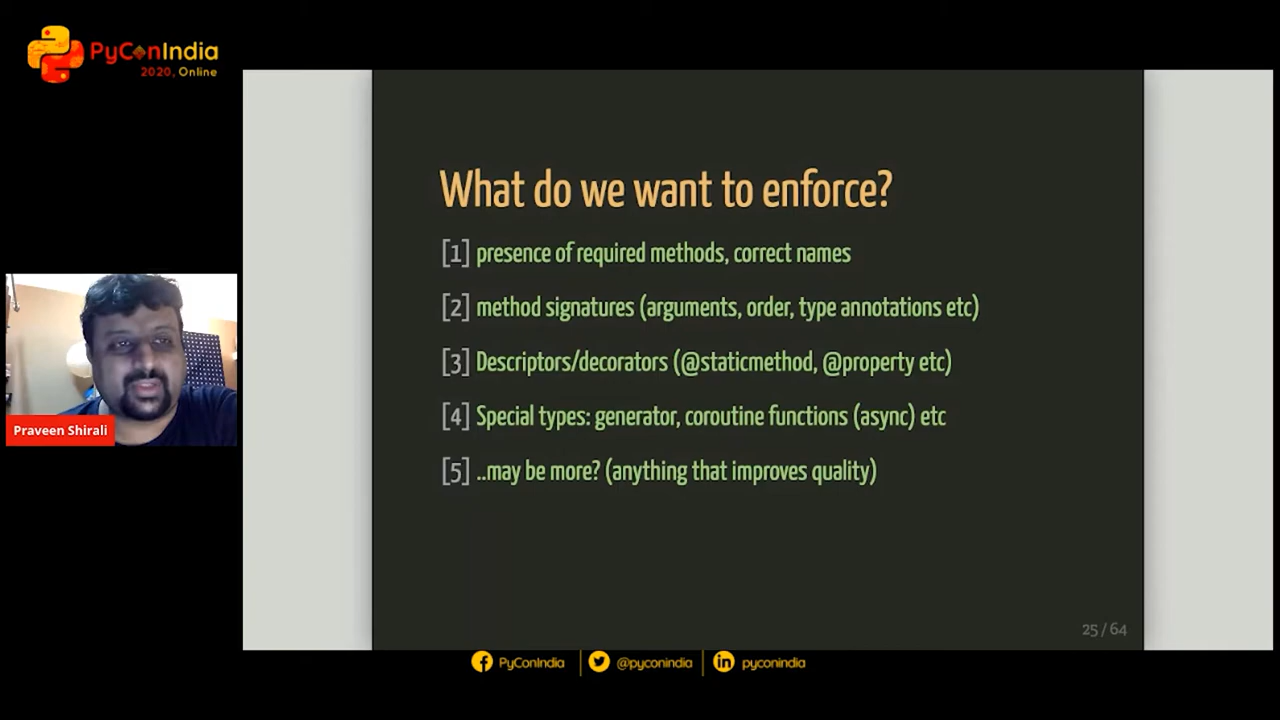 PyConIndia
2020, Online
What do we want to enforce?
[1] presence of required methods, correct names
[2] method signatures (arguments, order, type annotations etc)
[3] Descriptors/decorators (@staticmethod, @property etc)
[4] Special types: generator, coroutine functions (async) etc
[5] ..may be more? (anything that improves quality)
Praveen Shirali
25 / 64
PyConIndia
@pyconindia
pyconindia